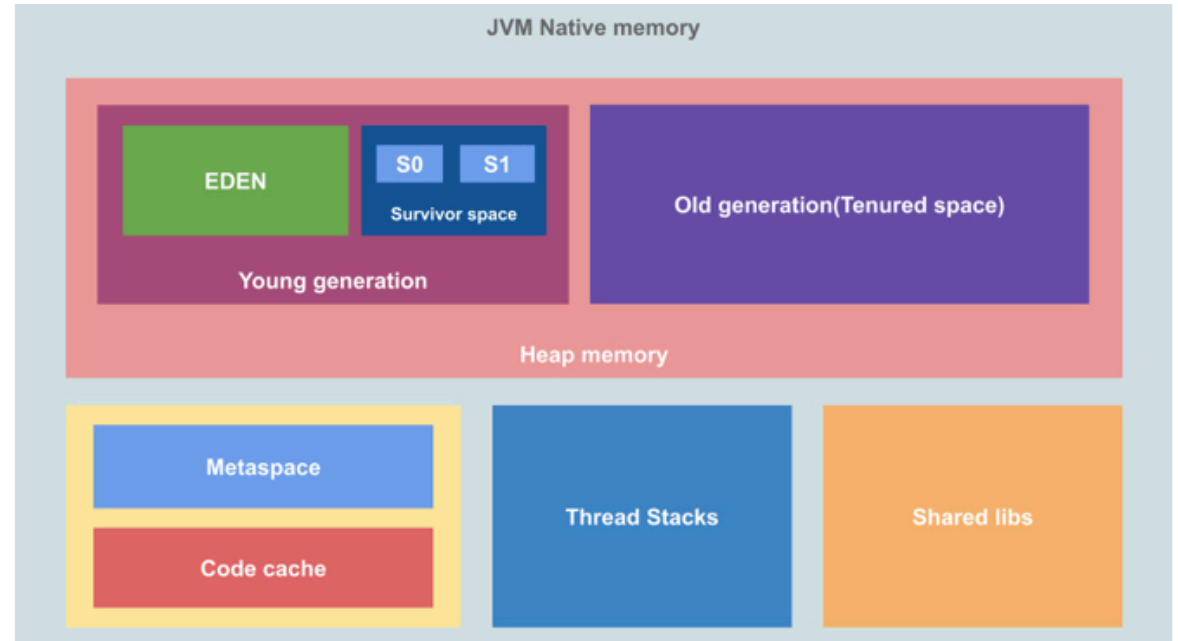 JVM Native memory
EDEN
S0 S1
Survivor space
Young generation
Old generation(Tenured space)
Heap memory
Metaspace
Code cache
Thread Stacks
Shared libs